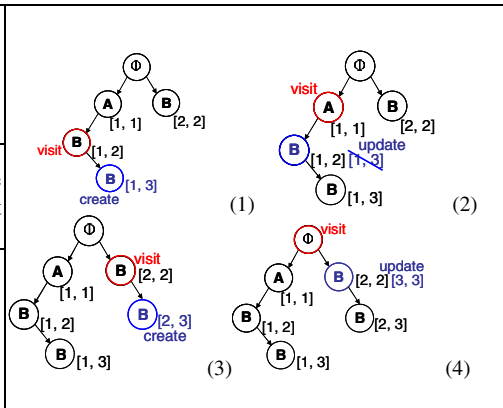 Φ
A
B
[1, 1]
[2, 2]
visit
B
[1, 2]
B
[1, 3]
create
(1)
Φ
visit
A
B
[1, 1]
[2, 2]
update
B
[1, 2] [1, 3]
B
[1, 3]
(2)
Φ
visit
A
B
[2, 2]
[1, 1]
B
[1, 2]
B
[2, 3]
create
B
[1, 3]
(3)
Φ
visit
A
B
[2, 2] [3, 3]
update
[1, 1]
B
[1, 2]
B
[2, 3]
B
[1, 3]
(4)